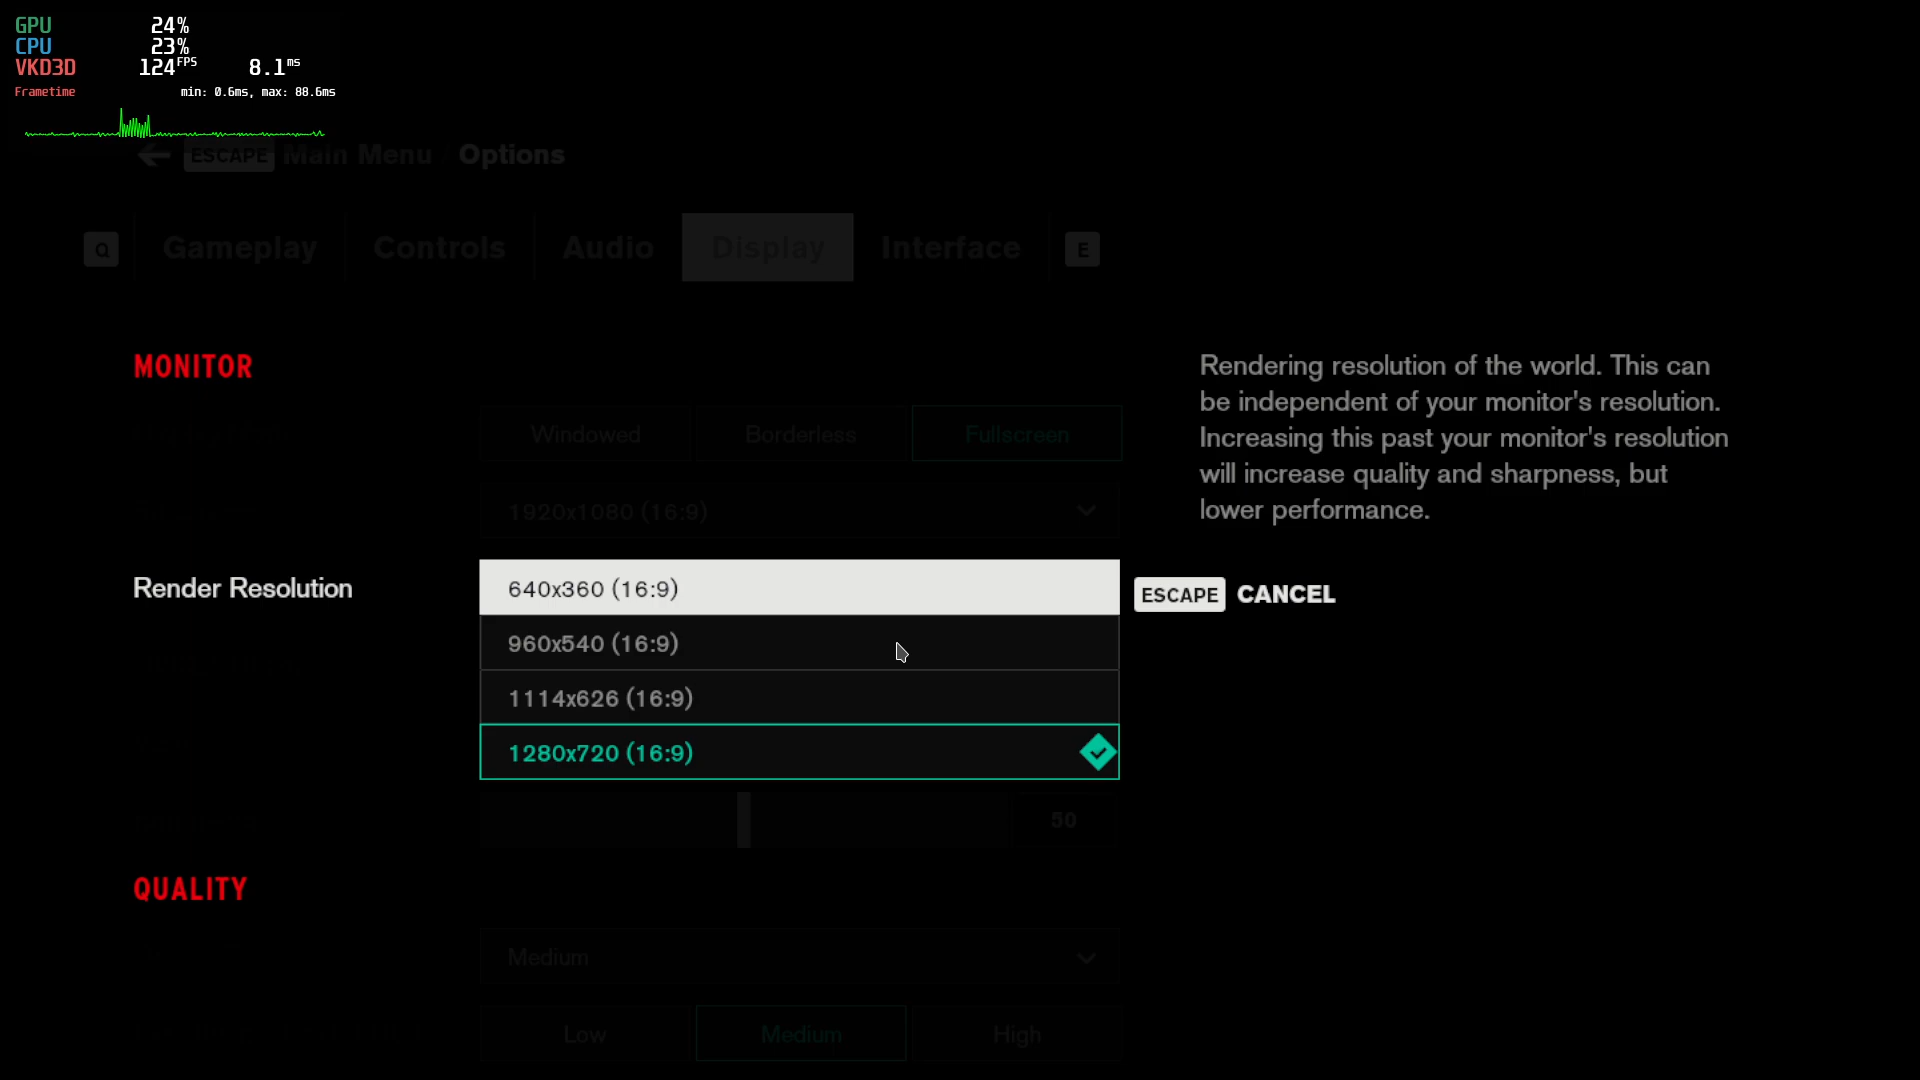 GPU 24%
CPU 23%
VKD3D 124FPS 8.1ms
Frametime min: 0.6ms, max: 88.6ms
ESCAPE Main Menu Options
Q Gameplay Controls Audio Display Interface E
MONITOR
Windowed Borderless Fullscreen
1920x1080 (16:9)
Render Resolution
640x360 (16:9)
960x540 (16:9)
1114x626 (16:9)
1280x720 (16:9)
ESCAPE CANCEL
50
Rendering resolution of the world. This can
be independent of your monitor's resolution.
Increasing this past your monitor's resolution
will increase quality and sharpness, but
lower performance.
QUALITY
Medium
Low Medium High